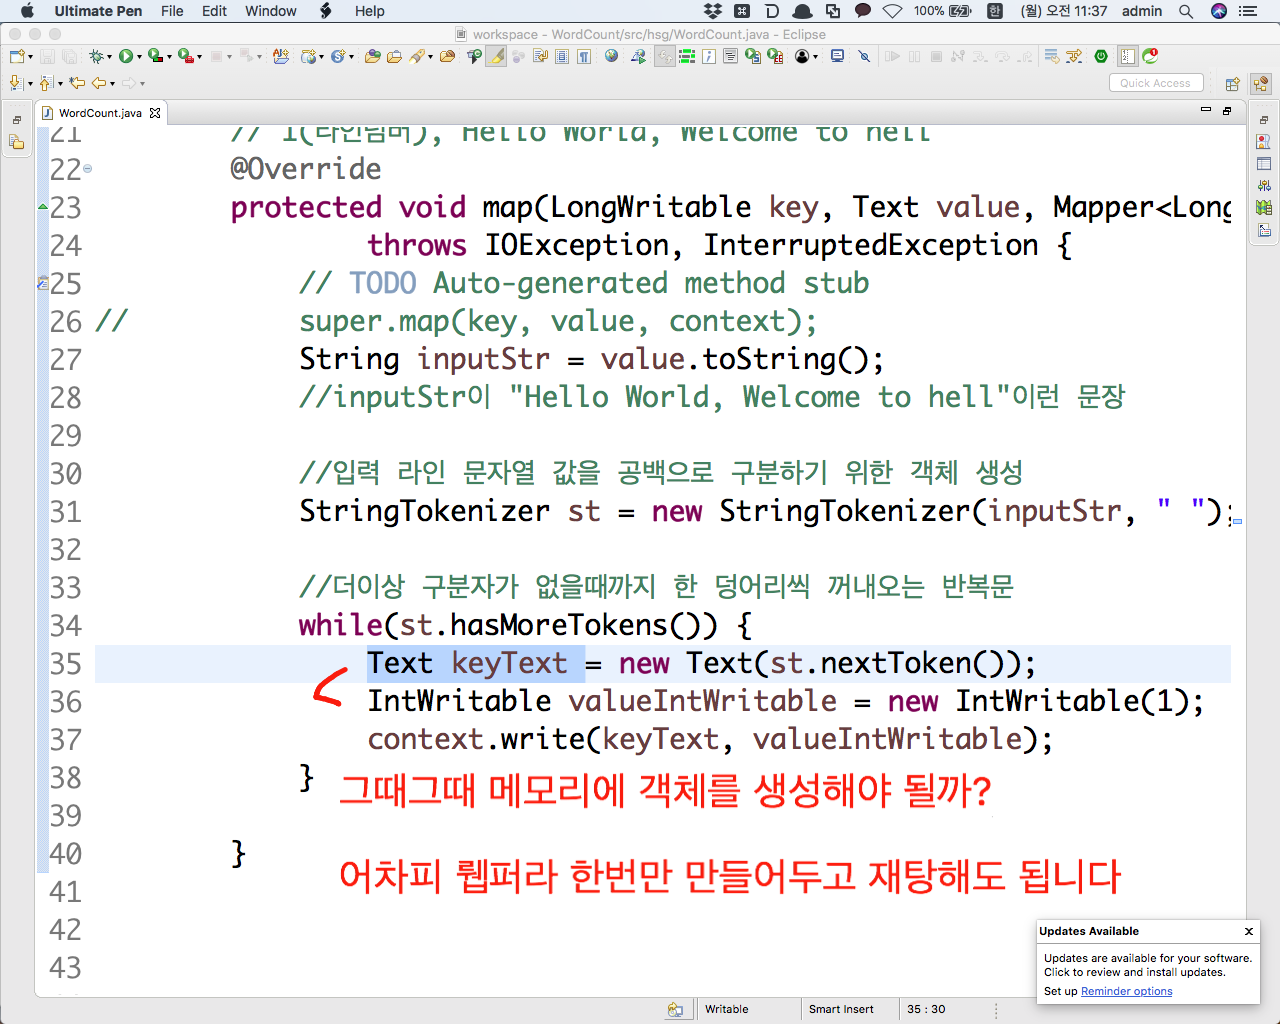 Ultimate Pen File Edit Window Help 100% 한 (월) 오전 11:37 admin
workspace - WordCount/src/hsg/WordCount.java - Eclipse
Quick Access
WordCount.java
21 // 1(라인넘버), Hello World, Welcome to hell
22 @Override
23 protected void map(LongWritable key, Text value, Mapper<Long
24 throws IOException, InterruptedException {
25 // TODO Auto-generated method stub
26 // super.map(key, value, context);
27 String inputStr = value.toString();
28 //inputStr이 "Hello World, Welcome to hell"이런 문장
29
30 //입력 라인 문자열 값을 공백으로 구분하기 위한 객체 생성
31 StringTokenizer st = new StringTokenizer(inputStr, " ");
32
33 //더이상 구분자가 없을때까지 한 덩어리씩 꺼내오는 반복문
34 while(st.hasMoreTokens()) {
35 Text keyText = new Text(st.nextToken());
36 IntWritable valueIntWritable = new IntWritable(1);
37 context.write(keyText, valueIntWritable);
38 }
그때그때 메모리에 객체를 생성해야 될까?
39
40 }
어차피 뤱퍼라 한번만 만들어두고 재탕해도 됩니다
41
42
43
Updates Available
Updates are available for your software.
Click to review and install updates.
Set up Reminder options
Writable Smart Insert 35 : 30